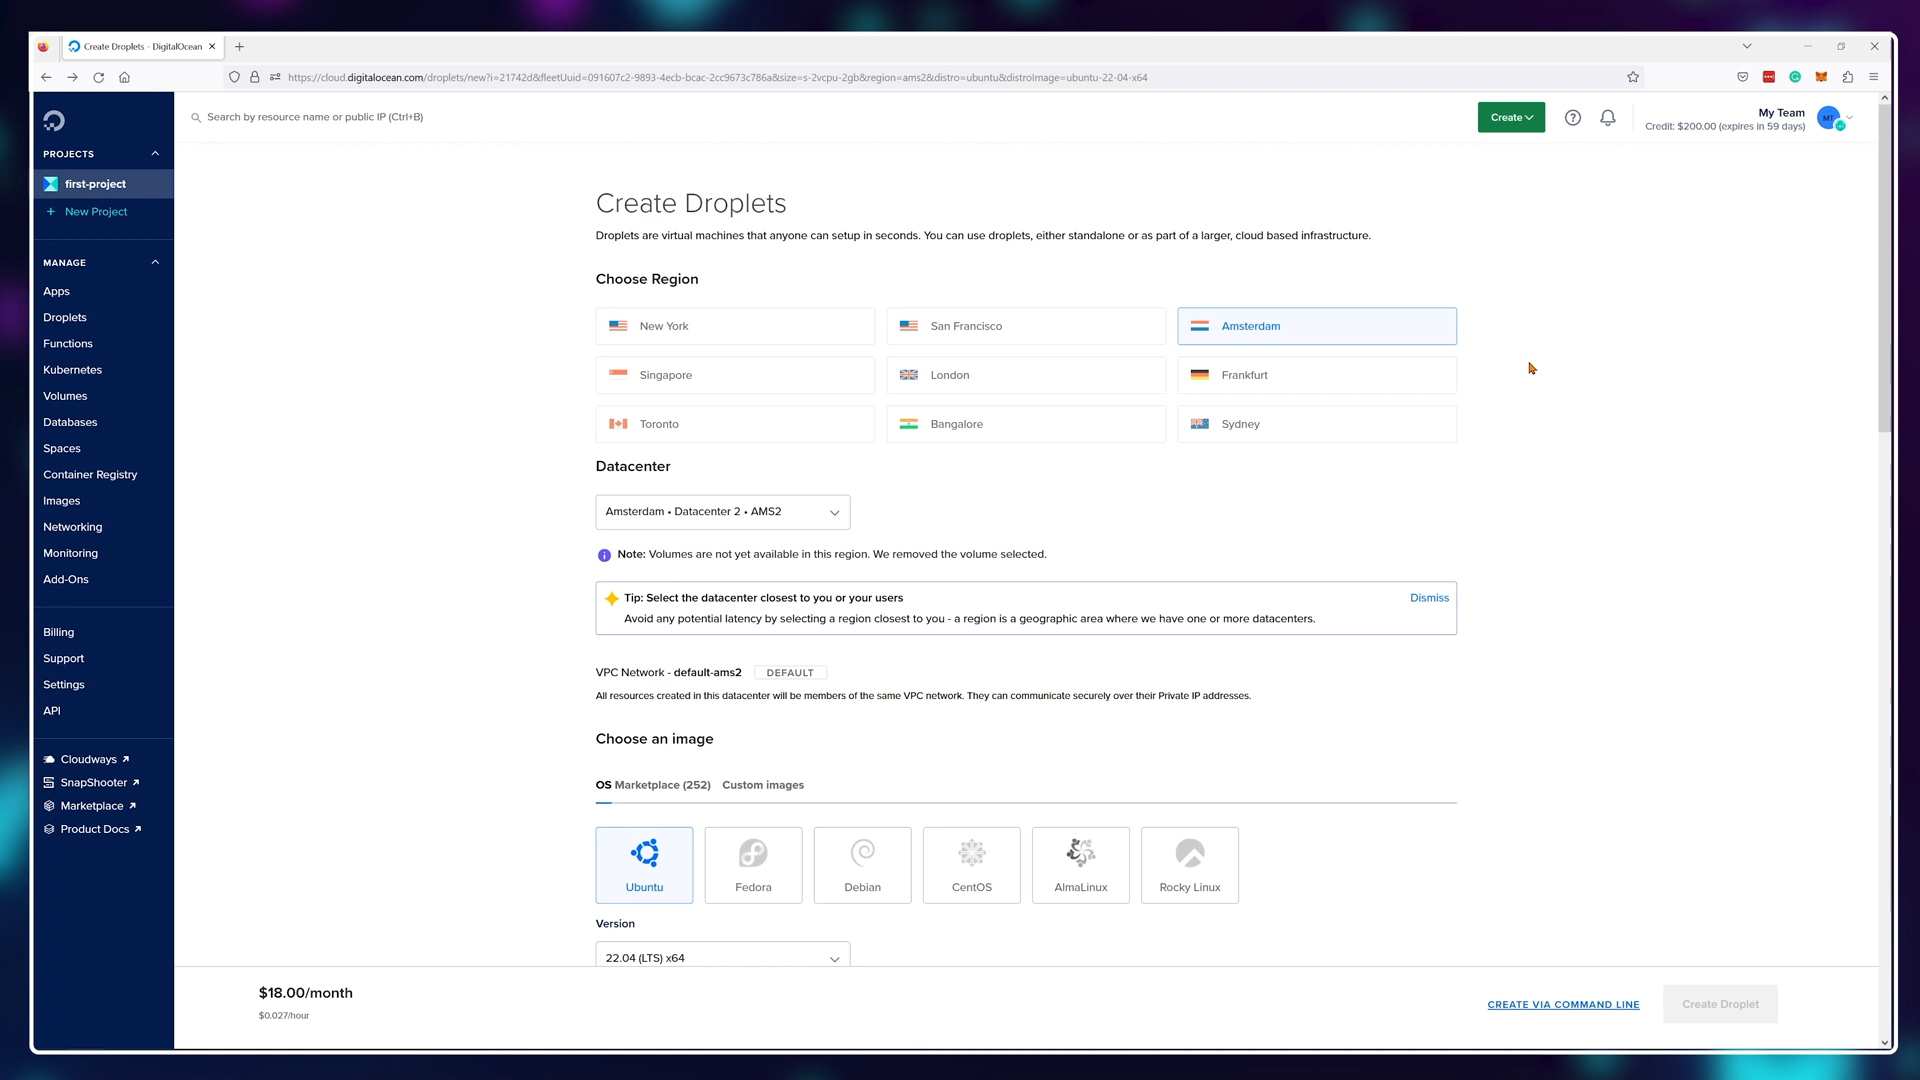 Create Droplets - DigitalOcean
https://cloud.digitalocean.com/droplets/new?i=21742d&fleetUuid=091607c2-9893-4ecb-bcac-2cc9673c786a&size=s-2vcpu-2gb&region=ams2&distro=ubuntu&distroImage=ubuntu-22-04-x64
Search by resource name or public IP (Ctrl+B)
Create
My Team
Credit: $200.00 (expires in 59 days)
MT
PROJECTS
first-project
+ New Project
MANAGE
Apps
Droplets
Functions
Kubernetes
Volumes
Databases
Spaces
Container Registry
Images
Networking
Monitoring
Add-Ons
Billing
Support
Settings
API
Cloudways
SnapShooter
Marketplace
Product Docs
Create Droplets
Droplets are virtual machines that anyone can setup in seconds. You can use droplets, either standalone or as part of a larger, cloud based infrastructure.
Choose Region
New York
San Francisco
Amsterdam
Singapore
London
Frankfurt
Toronto
Bangalore
Sydney
Datacenter
Amsterdam • Datacenter 2 • AMS2
Note: Volumes are not yet available in this region. We removed the volume selected.
Tip: Select the datacenter closest to you or your users
Dismiss
Avoid any potential latency by selecting a region closest to you - a region is a geographic area where we have one or more datacenters.
VPC Network - default-ams2 DEFAULT
All resources created in this datacenter will be members of the same VPC network. They can communicate securely over their Private IP addresses.
Choose an image
OS Marketplace (252) Custom images
Ubuntu
Fedora
Debian
CentOS
AlmaLinux
Rocky Linux
Version
22.04 (LTS) x64
$18.00/month
$0.027/hour
CREATE VIA COMMAND LINE
Create Droplet